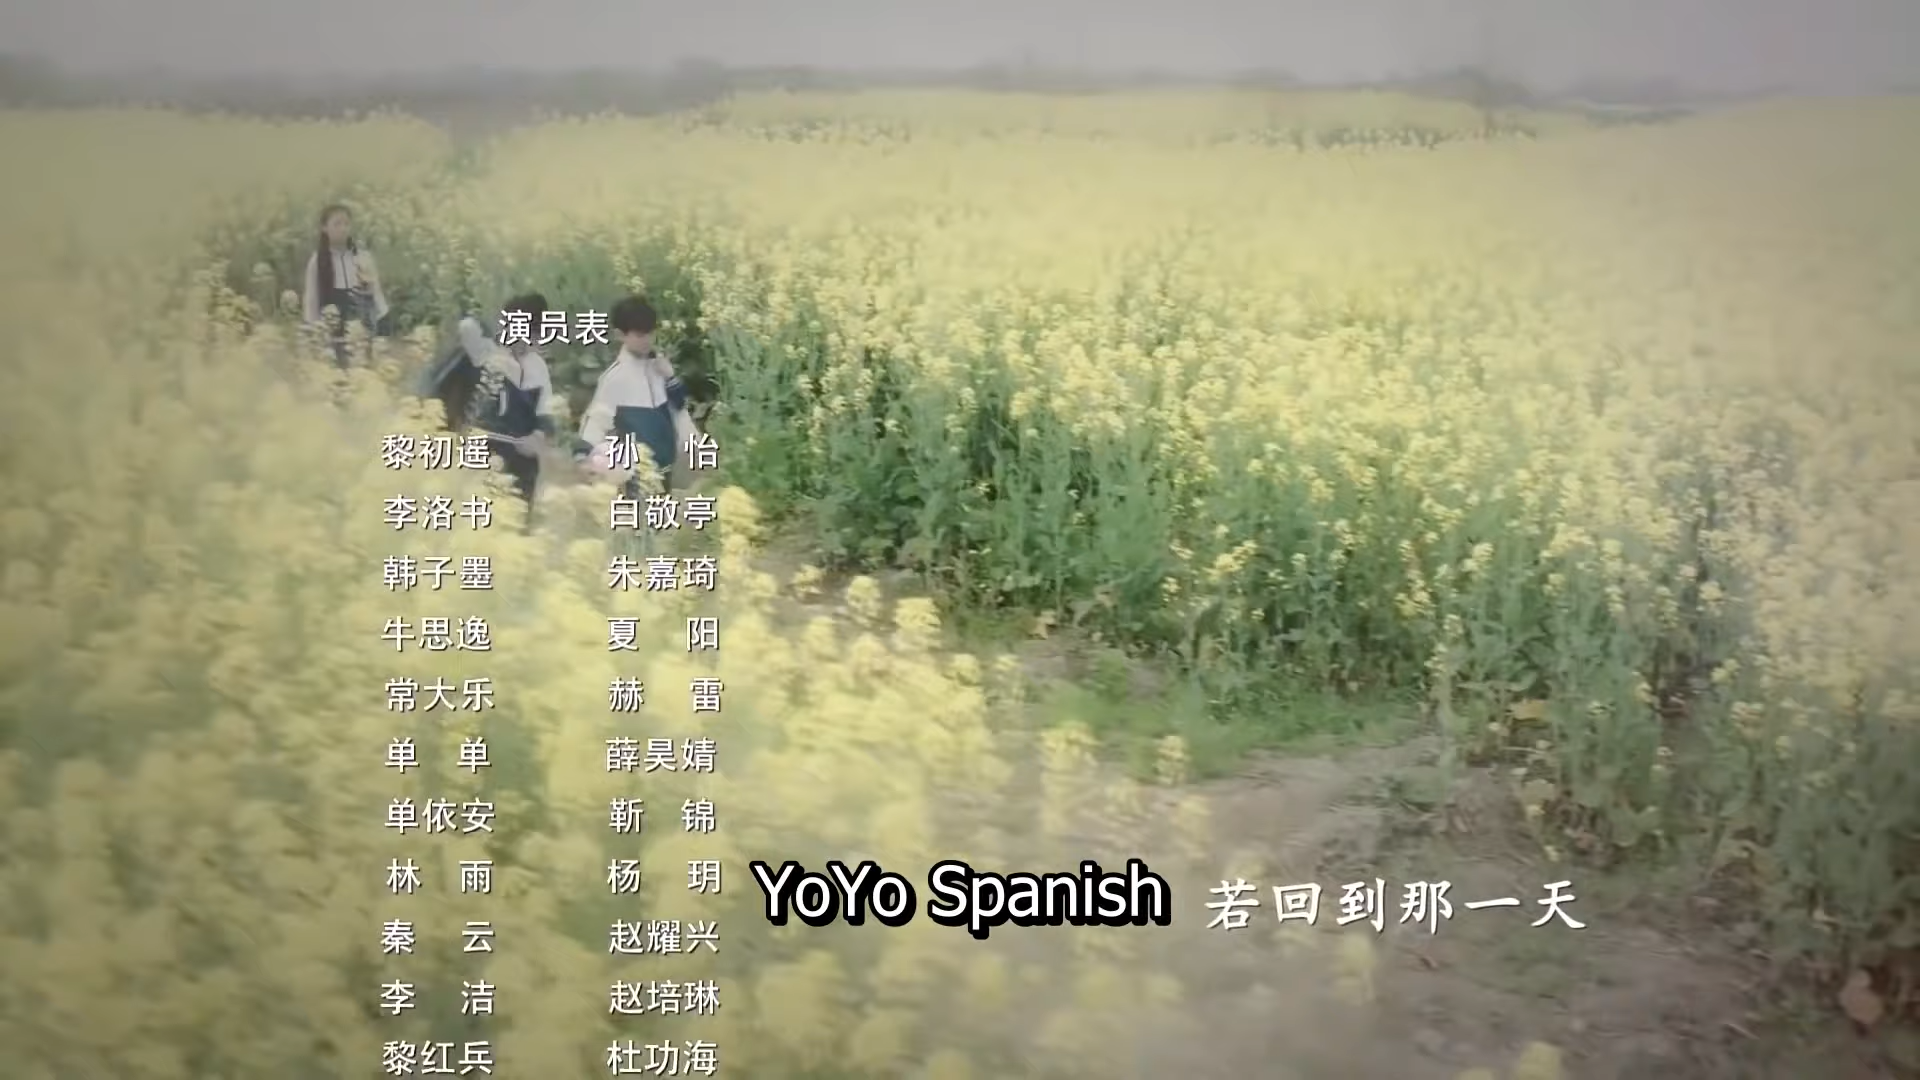 演员表
黎初遥 孙怡
李洛书 白敬亭
韩子墨 朱嘉琦
牛思逸 夏阳
常大乐 赫雷
单单 薛昊婧
单依安 靳锦
林雨 杨玥
秦云 赵耀兴
李洁 赵培琳
黎红兵 杜功海
YoYo Spanish
若回到那一天